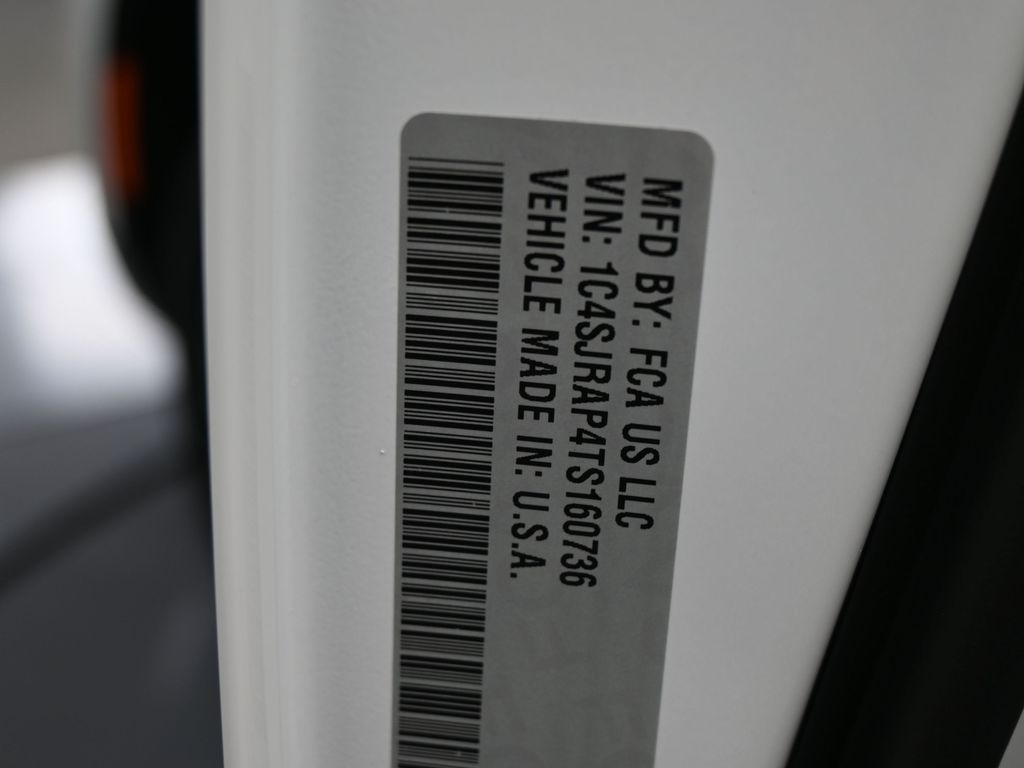 MFD BY: FCA US LLC
VIN: 1C4SJRAP4TS160736
VEHICLE MADE IN: U.S.A.